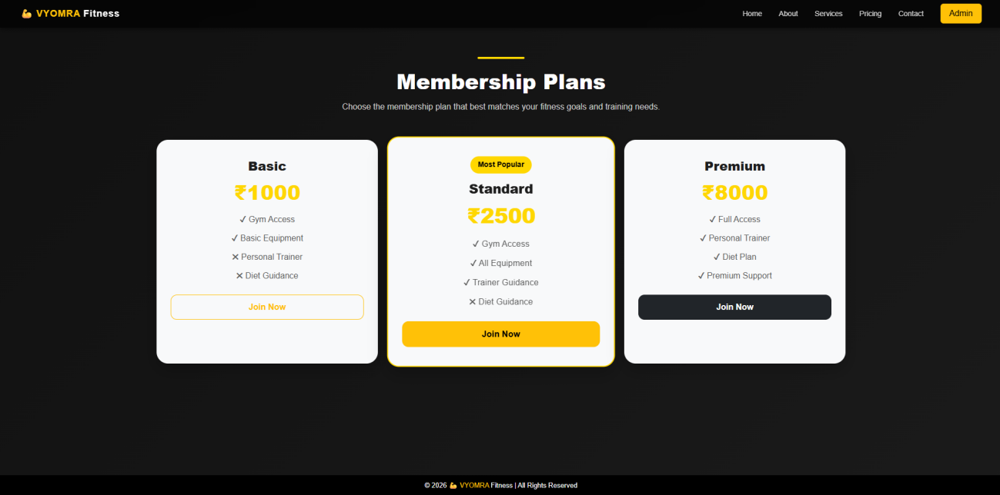 💪 VYOMRA Fitness
Home About Services Pricing Contact Admin
Membership Plans
Choose the membership plan that best matches your fitness goals and training needs.
Basic
₹1000
✓ Gym Access
✓ Basic Equipment
✕ Personal Trainer
✕ Diet Guidance
Join Now
Most Popular
Standard
₹2500
✓ Gym Access
✓ All Equipment
✓ Trainer Guidance
✕ Diet Guidance
Join Now
Premium
₹8000
✓ Full Access
✓ Personal Trainer
✓ Diet Plan
✓ Premium Support
Join Now
© 2026 💪 VYOMRA Fitness | All Rights Reserved